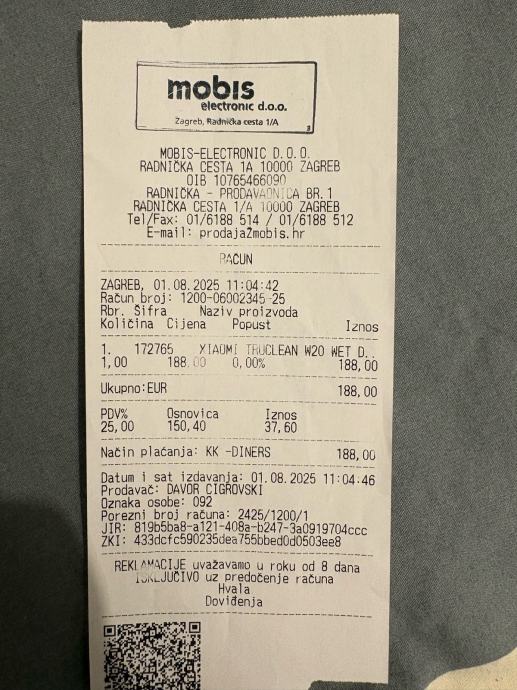 mobis
electronic d.o.o.
Zagreb, Radnička cesta 1/A
MOBIS-ELECTRONIC D.O.O.
RADNIČKA CESTA 1A 10000 ZAGREB
OIB 10765466090
RADNIČKA - PRODAVAONICA BR.1
RADNIČKA CESTA 1/A 10000 ZAGREB
Tel/Fax: 01/6188 514 / 01/6188 512
E-mail: prodaja2mobis.hr
RAČUN
ZAGREB, 01.08.2025 11:04:42
Račun broj: 1200-06002345-25
Rbr. Šifra Naziv proizvoda
Količina Cijena Popust Iznos
1. 172765 XIAOMI TRUCLEAN W20 WET D..
1,00 188,00 0,00% 188,00
Ukupno:EUR 188,00
PDV% Osnovica Iznos
25,00 150,40 37,60
Način plaćanja: KK -DINERS 188,00
Datum i sat izdavanja: 01.08.2025 11:04:46
Prodavač: DAVOR CIGROVSKI
Oznaka osobe: 092
Porezni broj računa: 2425/1200/1
JIR: 819b5ba8-a121-408a-b247-3a0919704ccc
ZKI: 433dcfc590235dea755bbed0d0503ee8
REKLAMACIJE uvažavamo u roku od 8 dana
ISKLJUČIVO uz predočenje računa
Hvala
Doviđenja